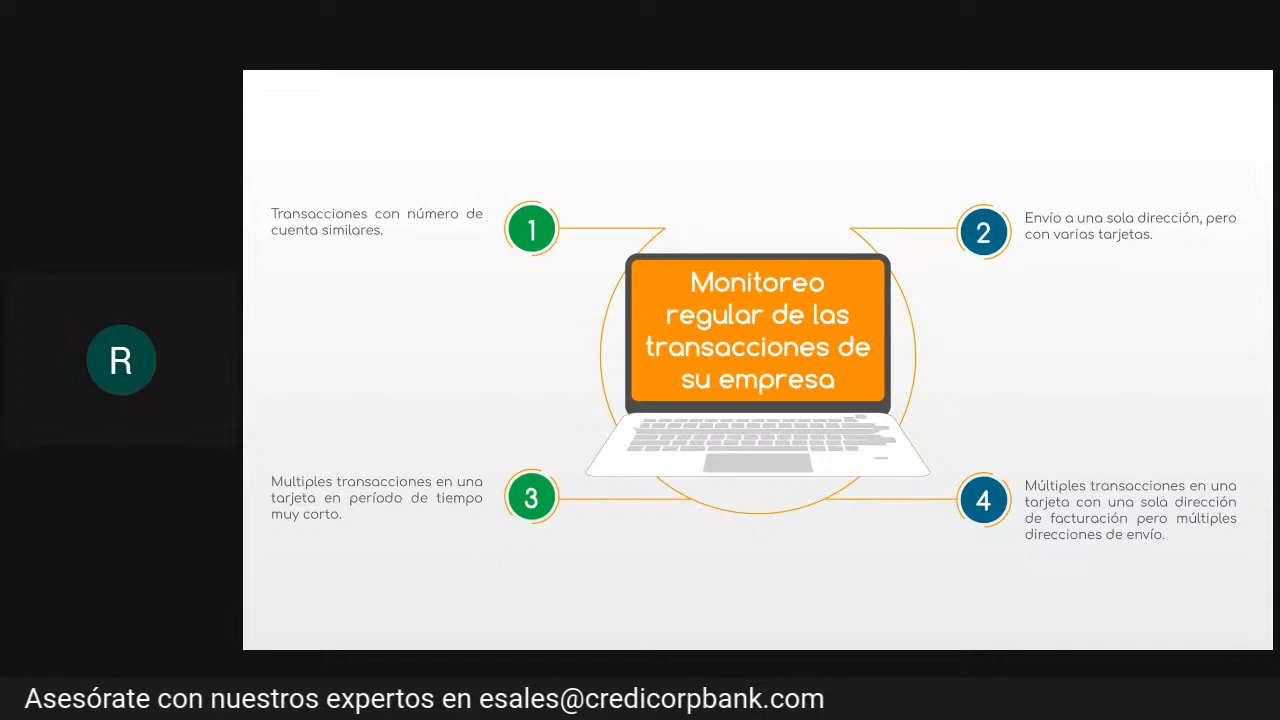 Transacciones con número de
cuenta similares.
1
2
Envío a una sola dirección, pero
con varias tarjetas.
Monitoreo
regular de las
transacciones de
su empresa
R
Multiples transacciones en una
tarjeta en período de tiempo
muy corto.
3
4
Múltiples transacciones en una
tarjeta con una sola direccion
de facturación pero múltiples
direcciones de envío.
Asesórate con nuestros expertos en esales@credicorpbank.com